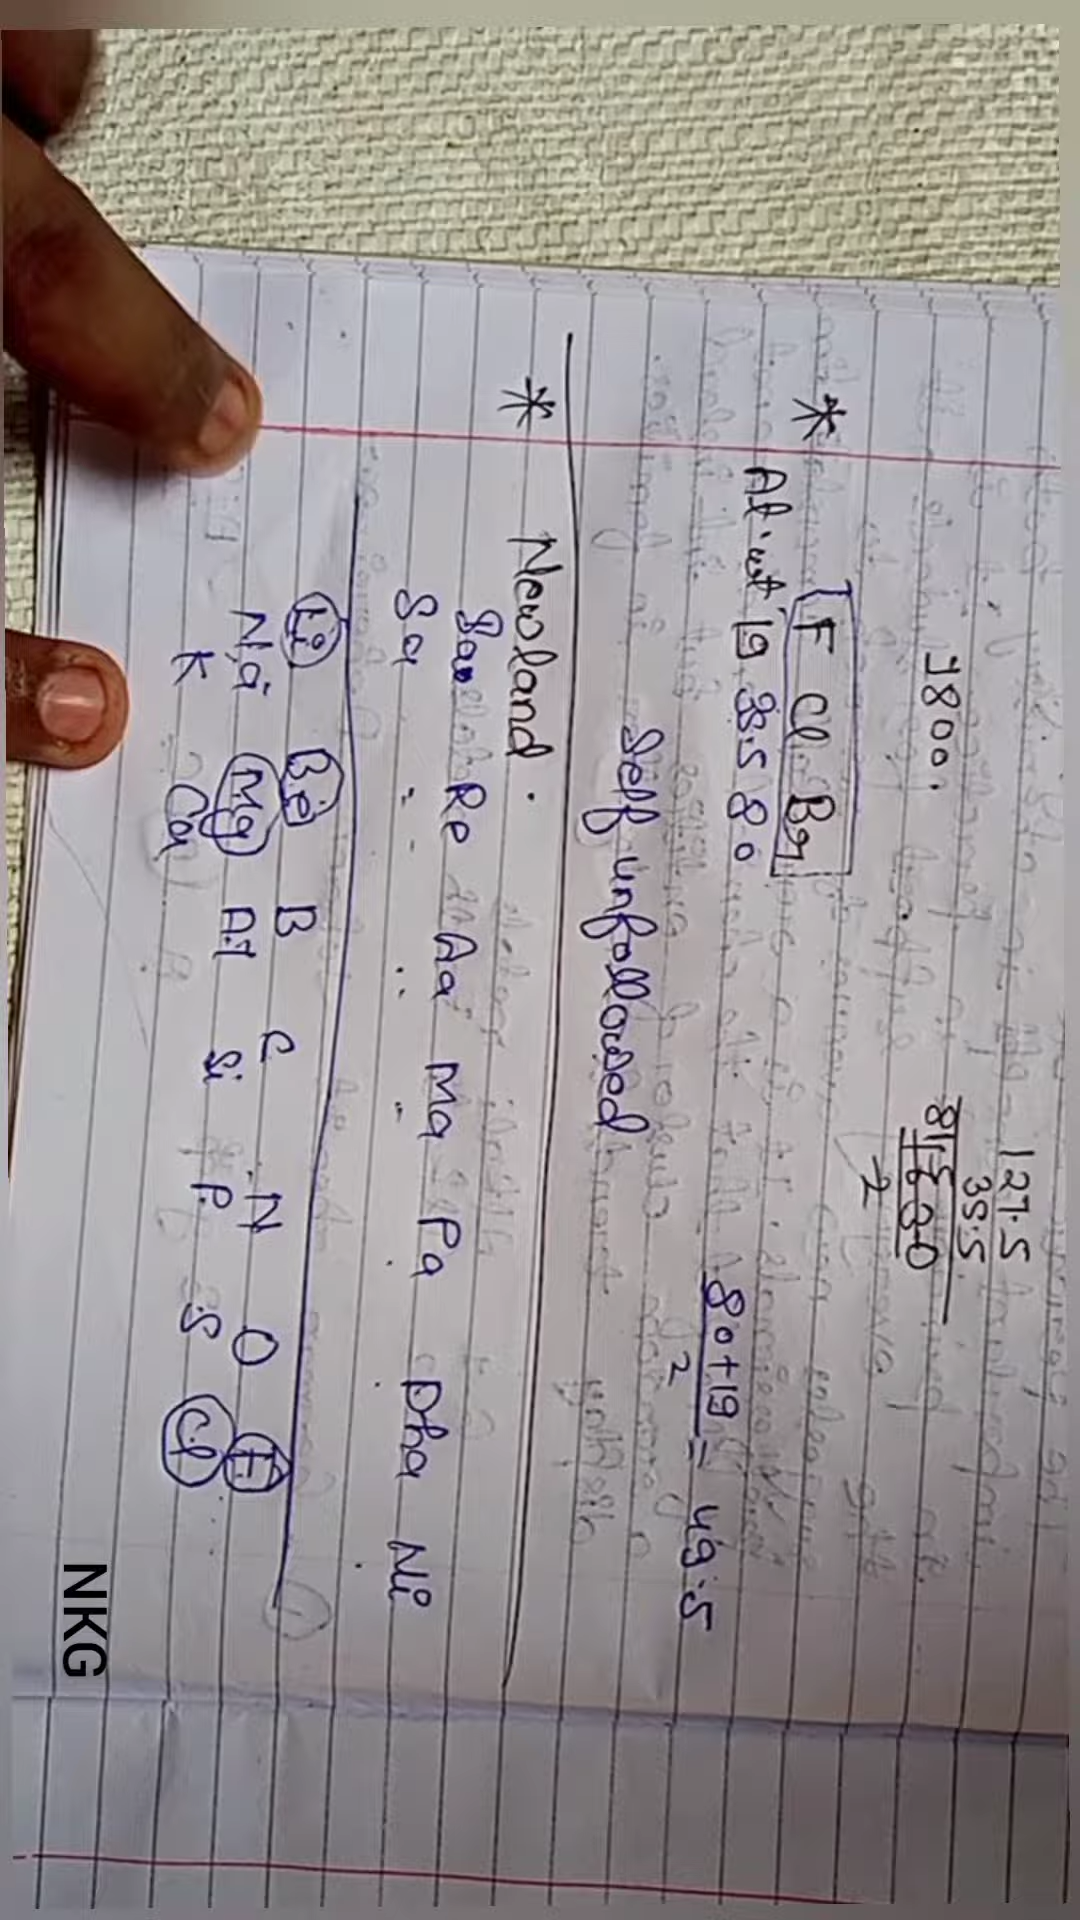 1800.
127.5
35.5
81.5
163.0
2
* [F Cl Br]
At.wt 19 35.5 80
80+19 = 49.5
2
Self unfollowed
* Newland.
Sa Re Ga Ma Pa Dha Ni
Sa
Li Be B C N O F
Na Mg Al Si P S Cl
K Ca
NKG